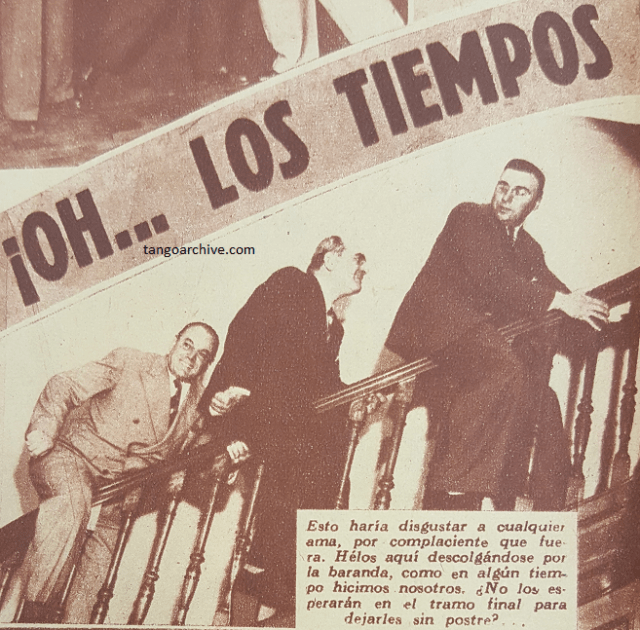 ¡OH... LOS TIEMPOS
tangoarchive.com
Esto haría disgustar a cualquier
ama, por complaciente que fue-
ra. Hélos aquí descolgándose por
la baranda, como en algún tiem-
po hicimos nosotros. ¿No los es-
perarán en el tramo final para
dejarles sin postre?...